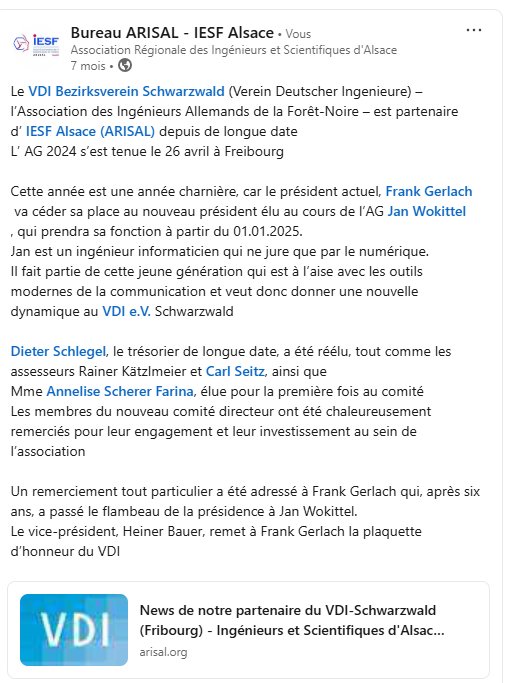 iESF
Bureau ARISAL - IESF Alsace • Vous
Association Régionale des Ingénieurs et Scientifiques d'Alsace
7 mois •
Le VDI Bezirksverein Schwarzwald (Verein Deutscher Ingenieure) –
l'Association des Ingénieurs Allemands de la Forêt-Noire – est partenaire
d' IESF Alsace (ARISAL) depuis de longue date
L' AG 2024 s'est tenue le 26 avril à Freibourg
Cette année est une année charnière, car le président actuel, Frank Gerlach
va céder sa place au nouveau président élu au cours de l'AG Jan Wokittel
, qui prendra sa fonction à partir du 01.01.2025.
Jan est un ingénieur informaticien qui ne jure que par le numérique.
Il fait partie de cette jeune génération qui est à l'aise avec les outils
modernes de la communication et veut donc donner une nouvelle
dynamique au VDI e.V. Schwarzwald
Dieter Schlegel, le trésorier de longue date, a été réélu, tout comme les
assesseurs Rainer Kätzlmeier et Carl Seitz, ainsi que
Mme Annelise Scherer Farina, élue pour la première fois au comité
Les membres du nouveau comité directeur ont été chaleureusement
remerciés pour leur engagement et leur investissement au sein de
l'association
Un remerciement tout particulier a été adressé à Frank Gerlach qui, après six
ans, a passé le flambeau de la présidence à Jan Wokittel.
Le vice-président, Heiner Bauer, remet à Frank Gerlach la plaquette
d'honneur du VDI
VDI
News de notre partenaire du VDI-Schwarzwald
(Fribourg) - Ingénieurs et Scientifiques d'Alsac...
arisal.org